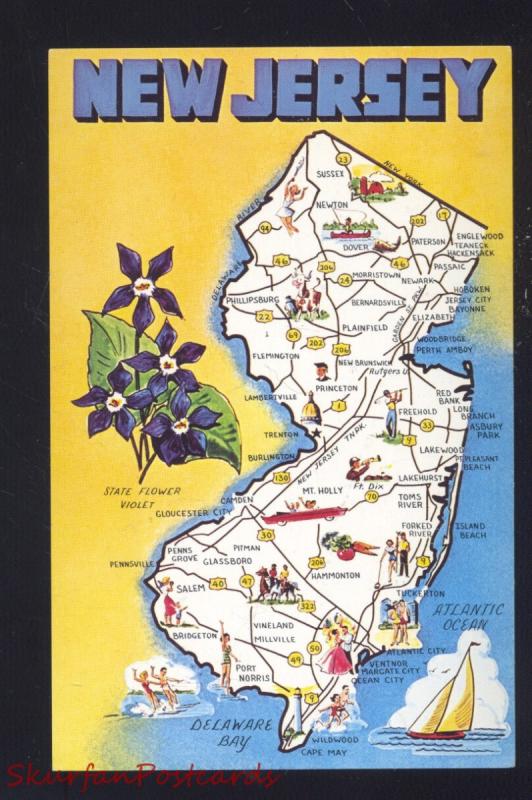 NEW JERSEY
23
NEW YORK
SUSSEX
RIVER
NEWTON
202
17
94
ENGLEWOOD
TEANECK
HACKENSACK
PATERSON
DOVER
DELAWARE
46
206
46
PASSAIC
24
MORRISTOWN
NEWARK
HOBOKEN
PHILLIPSBURG
BERNARDSVILLE
JERSEY CITY
BAYONNE
ELIZABETH
22
GARDEN ST. PKW.
PLAINFIELD
69
202
206
WOODBRIDGE
PERTH AMBOY
FLEMINGTON
NEW BRUNSWICK
Rutgers U.
PRINCETON
LAMBERTVILLE
RED
BANK
LONG
BRANCH
1
FREEHOLD
33
ASBURY
PARK
TRENTON
9
LAKEWOOD
BURLINGTON
NEW JERSEY TNPK.
PT. PLEASANT
BEACH
130
LAKEHURST
Ft. Dix
STATE FLOWER
VIOLET
MT. HOLLY
70
TOMS
RIVER
CAMDEN
GLOUCESTER CITY
FORKED
RIVER
ISLAND
BEACH
30
PENNS
GROVE
PITMAN
PENNSVILLE
GLASSBORO
206
9
HAMMONTON
SALEM
40
47
TUCKERTON
322
ATLANTIC
OCEAN
BRIDGETON
VINELAND
MILLVILLE
50
ATLANTIC CITY
49
VENTNOR
MARGATE CITY
OCEAN CITY
PORT
NORRIS
9
DELAWARE
BAY
WILDWOOD
CAPE MAY
SkurfanPostcards